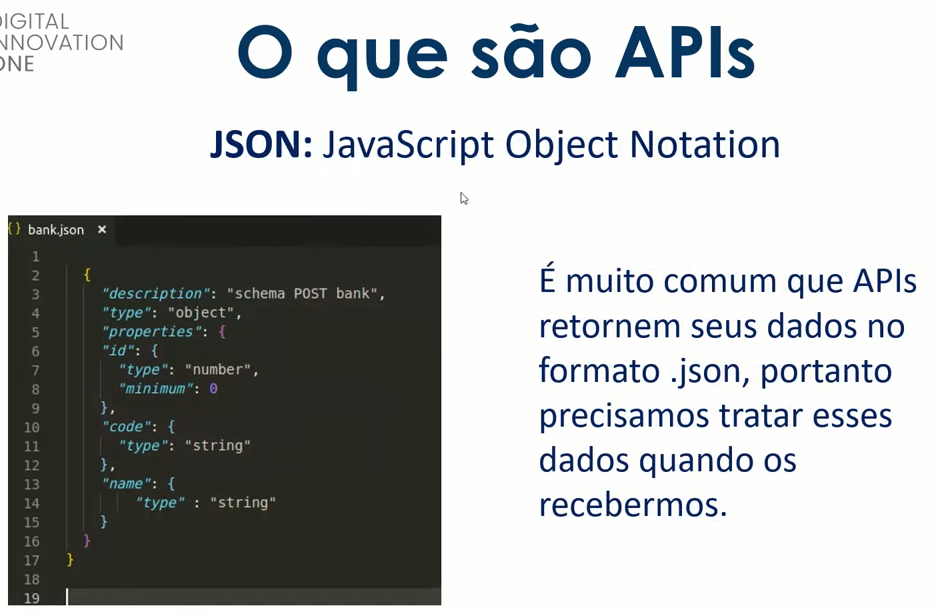 DIGITAL
INNOVATION
ONE
O que são APIs
JSON: JavaScript Object Notation
{} bank.json ×
1
2 {
3 "description": "schema POST bank",
4 "type": "object",
5 "properties": {
6 "id": {
7 "type": "number",
8 "minimum": 0
9 },
10 "code": {
11 "type": "string"
12 },
13 "name": {
14 "type" : "string"
15 }
16 }
17 }
18
19
É muito comum que APIs
retornem seus dados no
formato .json, portanto
precisamos tratar esses
dados quando os
recebermos.